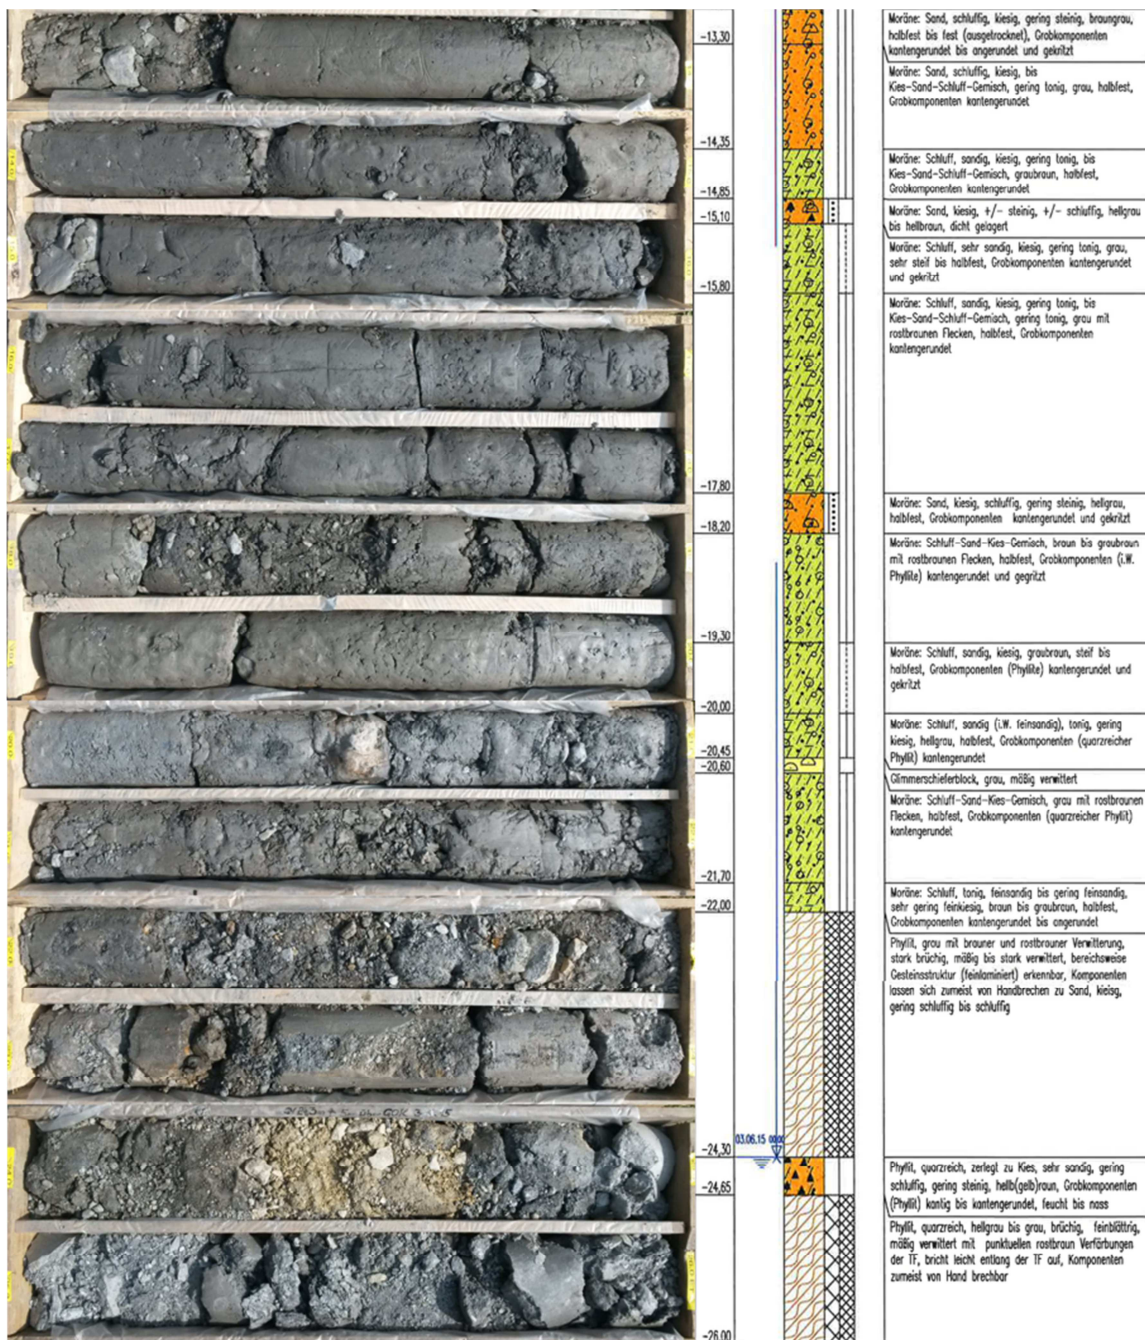 Moräne: Sand, schluffig, kiesig, gering steinig, braungrau,
halbfest bis fest (ausgetrocknet), Grobkomponenten
kantengerundet bis angerundet und gekritzt
-13,30
Moräne: Sand, schluffig, kiesig, bis
Kies-Sand-Schluff-Gemisch, gering tonig, grau, halbfest,
Grobkomponenten kantengerundet
-14,35
Moräne: Schluff, sandig, kiesig, gering tonig, bis
Kies-Sand-Schluff-Gemisch, graubraun, halbfest,
Grobkomponenten kantengerundet
-14,85
Moräne: Sand, kiesig, +/- steinig, +/- schluffig, hellgrau
bis hellbraun, dicht gelagert
-15,10
Moräne: Schluff, sehr sandig, kiesig, gering tonig, grau,
sehr steif bis halbfest, Grobkomponenten kantengerundet
und gekritzt
-15,80
Moräne: Schluff, sandig, kiesig, gering tonig, bis
Kies-Sand-Schluff-Gemisch, gering tonig, grau mit
rostbraunen Flecken, halbfest, Grobkomponenten
kantengerundet
-17,80
Moräne: Sand, kiesig, schluffig, gering steinig, hellgrau,
halbfest, Grobkomponenten kantengerundet und gekritzt
-18,20
Moräne: Schluff-Sand-Kies-Gemisch, braun bis graubraun
mit rostbraunen Flecken, halbfest, Grobkomponenten (i.W.
Phyllite) kantengerundet und gegritzt
-19,30
Moräne: Schluff, sandig, kiesig, graubraun, steif bis
halbfest, Grobkomponenten (Phyllite) kantengerundet und
gekritzt
-20,00
Moräne: Schluff, sandig (i.W. feinsandig), tonig, gering
kiesig, hellgrau, halbfest, Grobkomponenten (quarzreicher
Phyllit) kantengerundet
-20,45
Glimmerschieferblock, grau, mäßig verwittert
-20,60
Moräne: Schluff-Sand-Kies-Gemisch, grau mit rostbraunen
Flecken, halbfest, Grobkomponenten (quarzreicher Phyllit)
kantengerundet
-21,70
Moräne: Schluff, tonig, feinsandig bis gering feinsandig,
sehr gering feinkiesig, braun bis graubraun, halbfest,
Grobkomponenten kantengerundet bis angerundet
-22,00
Phyllit, grau mit brauner und rostbrauner Verwitterung,
stark brüchig, mäßig bis stark verwittert, bereichsweise
Gesteinsstruktur (feinlaminiert) erkennbar, Komponenten
lassen sich zumeist von Handbrechen zu Sand, kieisg,
gering schluffig bis schluffig
03.06.15 00:00
-24,30
Phyllit, quarzreich, zerlegt zu Kies, sehr sandig, gering
schluffig, gering steinig, hellb(gelb)raun, Grobkomponenten
(Phyllit) kantig bis kantengerundet, feucht bis nass
-24,65
Phyllit, quarzreich, hellgrau bis grau, brüchig, feinblättrig,
mäßig verwittert mit punktuellen rostbraun Verfärbungen
der TF, bricht leicht entlang der TF auf, Komponenten
zumeist von Hand brechbar
-26,00